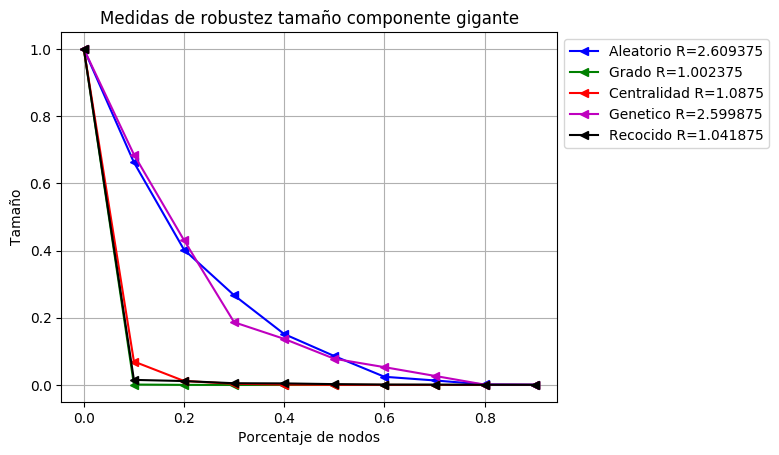 Medidas de robustez tamaño componente gigante
1.0
0.8
0.6
0.4
0.2
0.0
Tamaño
0.0 0.2 0.4 0.6 0.8
Porcentaje de nodos
Aleatorio R=2.609375
Grado R=1.002375
Centralidad R=1.0875
Genetico R=2.599875
Recocido R=1.041875